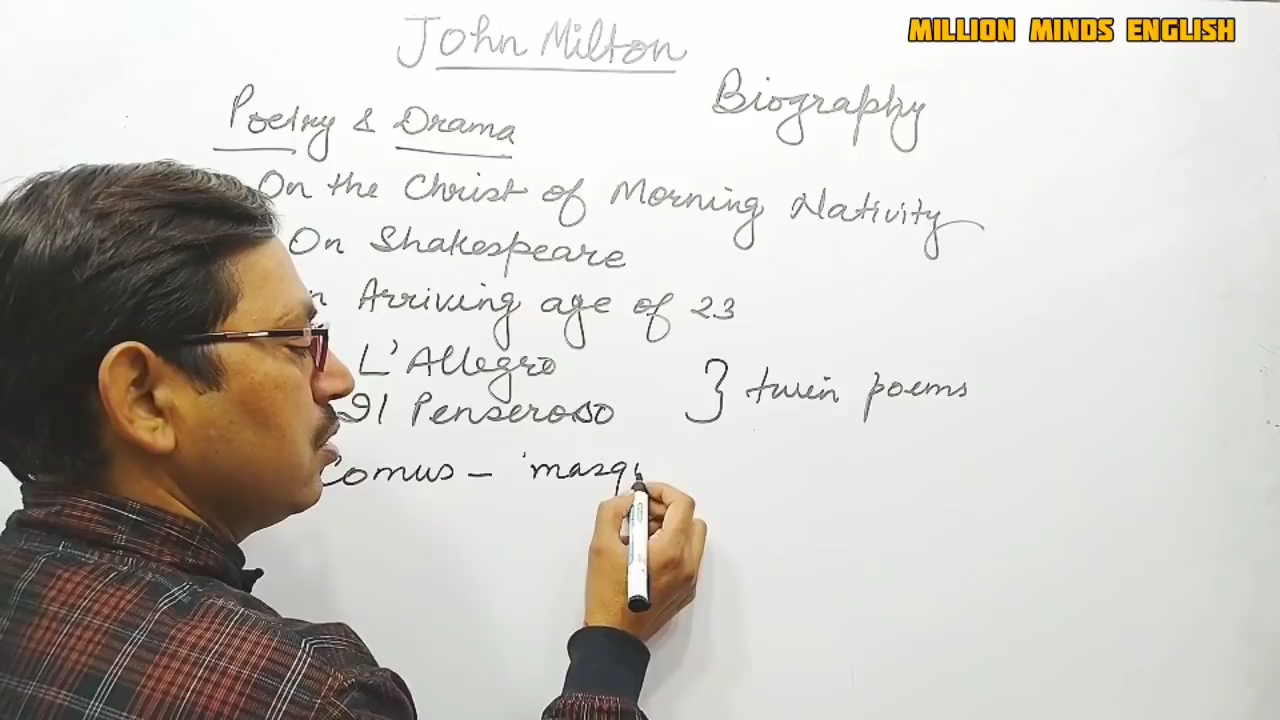 MILLION MINDS ENGLISH
John Milton
Biography
Poetry & Drama
On the Christ of Morning Nativity
On Shakespeare
Arriving age of 23
L'Allegro
Il Penseroso
} twin poems
Comus - 'masq